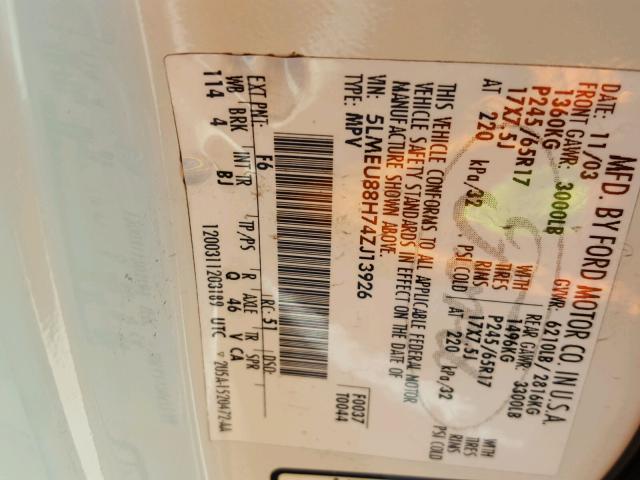 MFD. BY FORD MOTOR CO. IN U.S.A.
DATE: 11/03 GVWR: 6210LB / 2816KG
FRONT GAWR: 3000LB REAR GAWR: 3300LB
1360KG WITH 1496KG WITH
P245/65R17 TIRES P245/65R17 TIRES
17X7.5J RIMS 17X7.5J RIMS
AT 220 kPa/32 PSI COLD AT 220 kPa/32 PSI COLD
THIS VEHICLE CONFORMS TO ALL APPLICABLE FEDERAL MOTOR
VEHICLE SAFETY STANDARDS IN EFFECT ON THE DATE OF
MANUFACTURE SHOWN ABOVE.
VIN: 5LMEU88H74ZJ13926 F0037
TYPE: MPV T0044
EXT PNT: F6 RC: 51 DSO:
WB BRK INT TR TP/PS R AXLE TR SPR
114 4 BJ Q 46 V CA
UTC